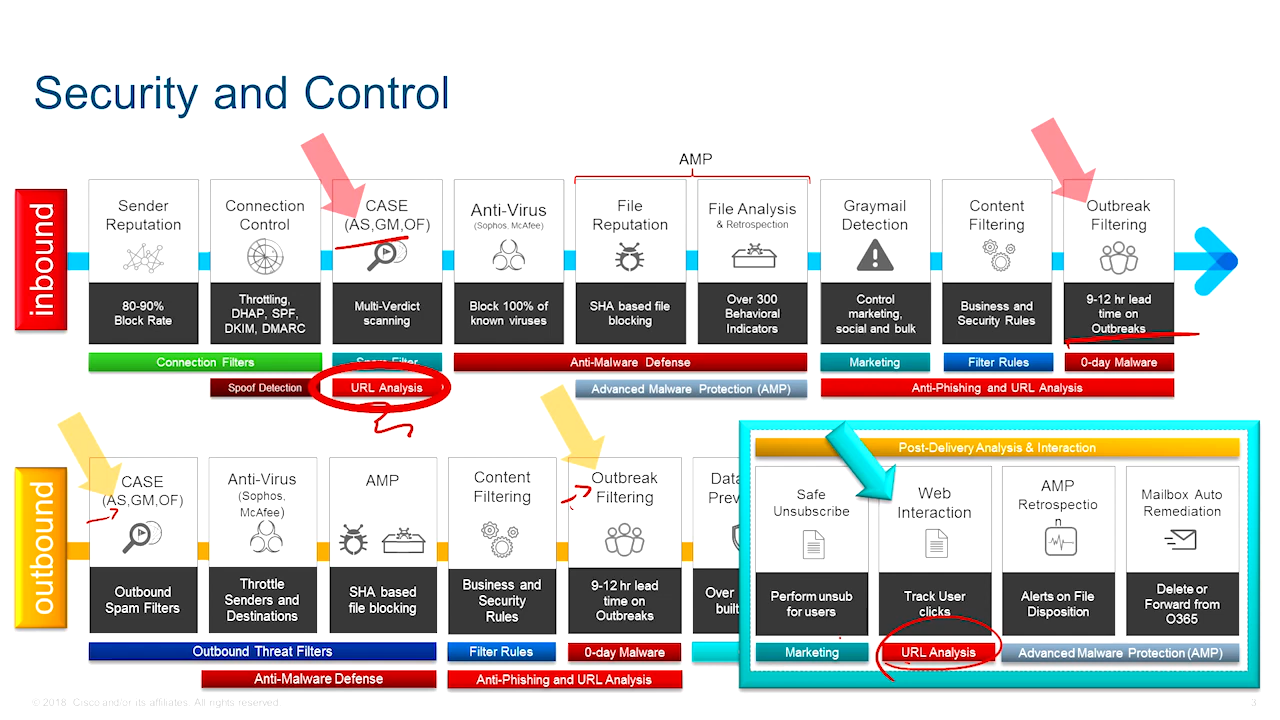 Security and Control
AMP
inbound
Sender
Reputation
80-90%
Block Rate
Connection
Control
Throttling,
DHAP, SPF,
DKIM, DMARC
CASE
(AS,GM,OF)
Multi-Verdict
scanning
Anti-Virus
(Sophos, McAfee)
Block 100% of
known viruses
File
Reputation
SHA based file
blocking
File Analysis
& Retrospection
Over 300
Behavioral
Indicators
Graymail
Detection
Control
marketing,
social and bulk
Content
Filtering
Business and
Security Rules
Outbreak
Filtering
9-12 hr lead
time on
Outbreaks
Connection Filters
Spam Filter
Anti-Malware Defense
Marketing
Filter Rules
0-day Malware
Spoof Detection
URL Analysis
Advanced Malware Protection (AMP)
Anti-Phishing and URL Analysis
outbound
CASE
(AS,GM,OF)
Outbound
Spam Filters
Anti-Virus
(Sophos,
McAfee)
Throttle
Senders and
Destinations
AMP
SHA based
file blocking
Content
Filtering
Business and
Security
Rules
Outbreak
Filtering
9-12 hr lead
time on
Outbreaks
Data
Prev
Over
built
Outbound Threat Filters
Filter Rules
0-day Malware
Anti-Malware Defense
Anti-Phishing and URL Analysis
Post-Delivery Analysis & Interaction
Safe
Unsubscribe
Perform unsub
for users
Web
Interaction
Track User
clicks
AMP
Retrospectio
n
Alerts on File
Disposition
Mailbox Auto
Remediation
Delete or
Forward from
O365
Marketing
URL Analysis
Advanced Malware Protection (AMP)
© 2018 Cisco and/or its affiliates. All rights reserved
3